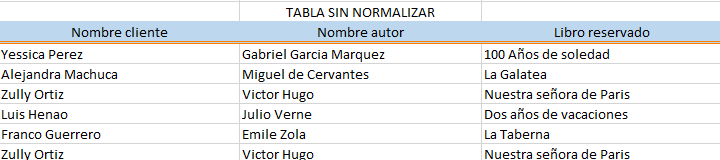 TABLA SIN NORMALIZAR
Nombre cliente Nombre autor Libro reservado
Yessica Perez Gabriel Garcia Marquez 100 Años de soledad
Alejandra Machuca Miguel de Cervantes La Galatea
Zully Ortiz Victor Hugo Nuestra señora de Paris
Luis Henao Julio Verne Dos años de vacaciones
Franco Guerrero Emile Zola La Taberna
Zully Ortiz Victor Hugo Nuestra señora de Paris